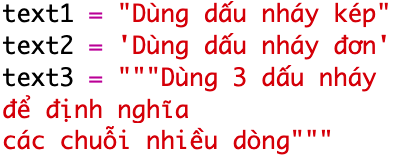 text1 = "Dùng dấu nháy kép"
text2 = 'Dùng dấu nháy đơn'
text3 = """Dùng 3 dấu nháy
để định nghĩa
các chuỗi nhiều dòng"""